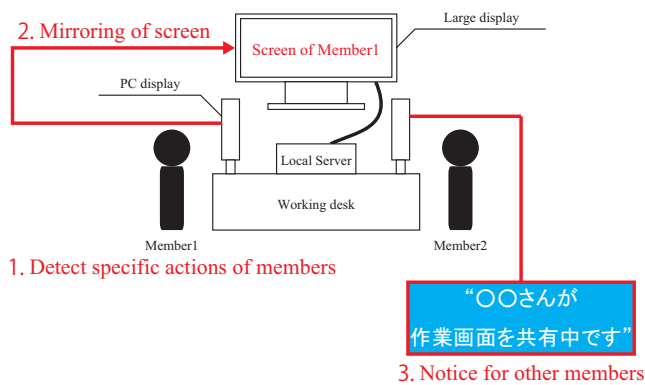 2. Mirroring of screen
Large display
Screen of Member1
PC display
Local Server
Working desk
Member1
Member2
1. Detect specific actions of members
“〇〇さんが
作業画面を共有中です”
3. Notice for other members